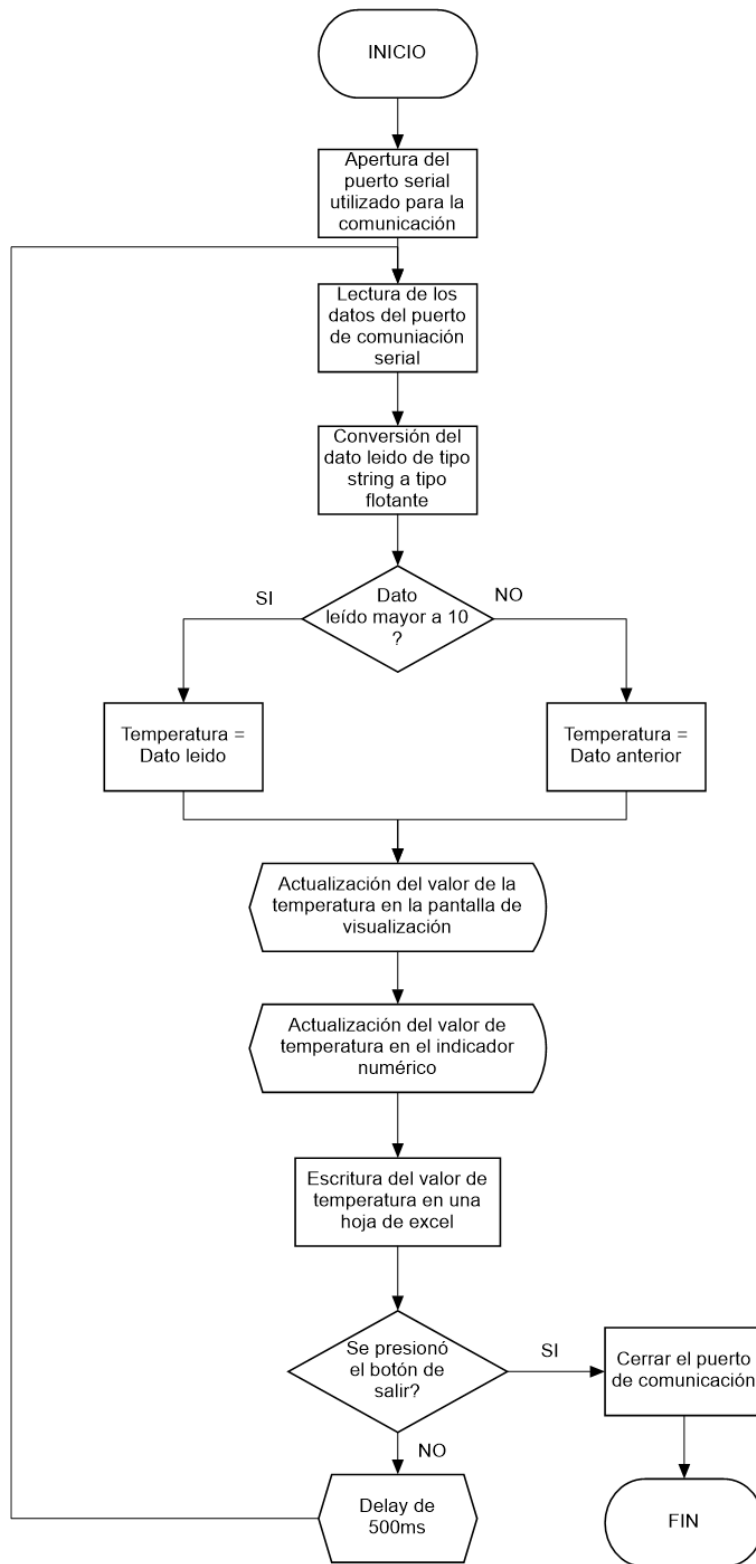 INICIO
Apertura del
puerto serial
utilizado para la
comunicación
Lectura de los
datos del puerto
de comuniación
serial
Conversión del
dato leido de tipo
string a tipo
flotante
SI
Dato
leído mayor a 10
?
NO
Temperatura =
Dato leido
Temperatura =
Dato anterior
Actualización del valor de la
temperatura en la pantalla de
visualización
Actualización del valor de
temperatura en el indicador
numérico
Escritura del valor de
temperatura en una
hoja de excel
Se presionó
el botón de
salir?
SI
Cerrar el puerto
de comunicación
NO
Delay de
500ms
FIN